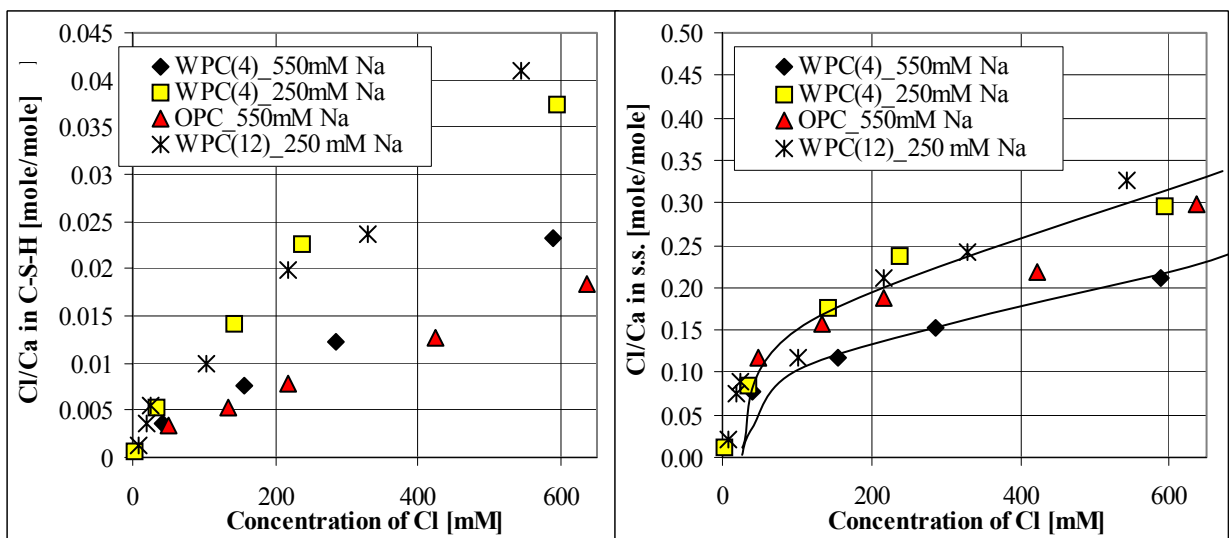 Cl/Ca in C-S-H [mole/mole]
0.045
0.04
0.035
0.03
0.025
0.02
0.015
0.01
0.005
0
WPC(4)_550mM Na
WPC(4)_250mM Na
OPC_550mM Na
WPC(12)_250 mM Na
0
200
400
600
Concentration of Cl [mM]
Cl/Ca in s.s. [mole/mole]
0.50
0.45
0.40
0.35
0.30
0.25
0.20
0.15
0.10
0.05
0.00
WPC(4)_550mM Na
WPC(4)_250mM Na
OPC_550mM Na
WPC(12)_250 mM Na
0
200
400
600
Concentration of Cl [mM]